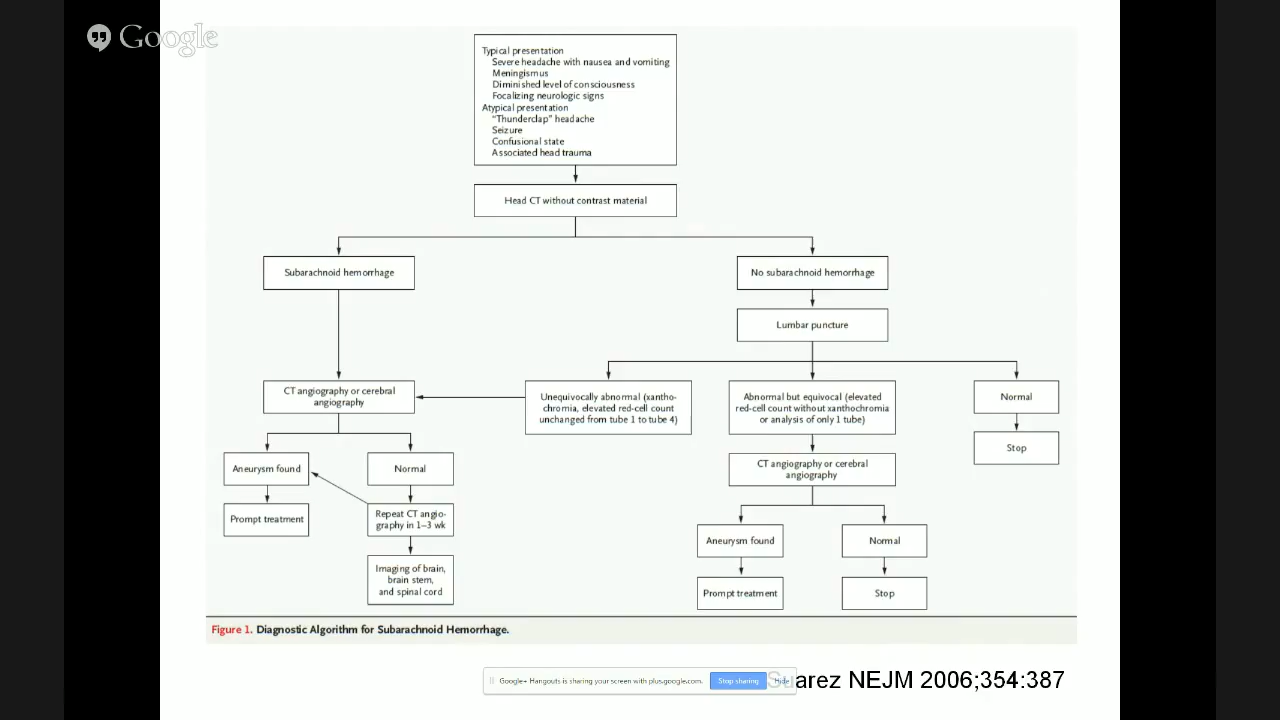 Google
Typical presentation
Severe headache with nausea and vomiting
Meningismus
Diminished level of consciousness
Focalizing neurologic signs
Atypical presentation
“Thunderclap” headache
Seizure
Confusional state
Associated head trauma
Head CT without contrast material
Subarachnoid hemorrhage
No subarachnoid hemorrhage
Lumbar puncture
CT angiography or cerebral
angiography
Unequivocally abnormal (xantho-
chromia, elevated red-cell count
unchanged from tube 1 to tube 4)
Abnormal but equivocal (elevated
red-cell count without xanthochromia
or analysis of only 1 tube)
Normal
Stop
CT angiography or cerebral
angiography
Aneurysm found
Normal
Prompt treatment
Repeat CT angio-
graphy in 1–3 wk
Imaging of brain,
brain stem,
and spinal cord
Aneurysm found
Normal
Prompt treatment
Stop
Figure 1. Diagnostic Algorithm for Subarachnoid Hemorrhage.
Google+ Hangouts is sharing your screen with plus.google.com.
Stop sharing
Hide
Suarez NEJM 2006;354:387